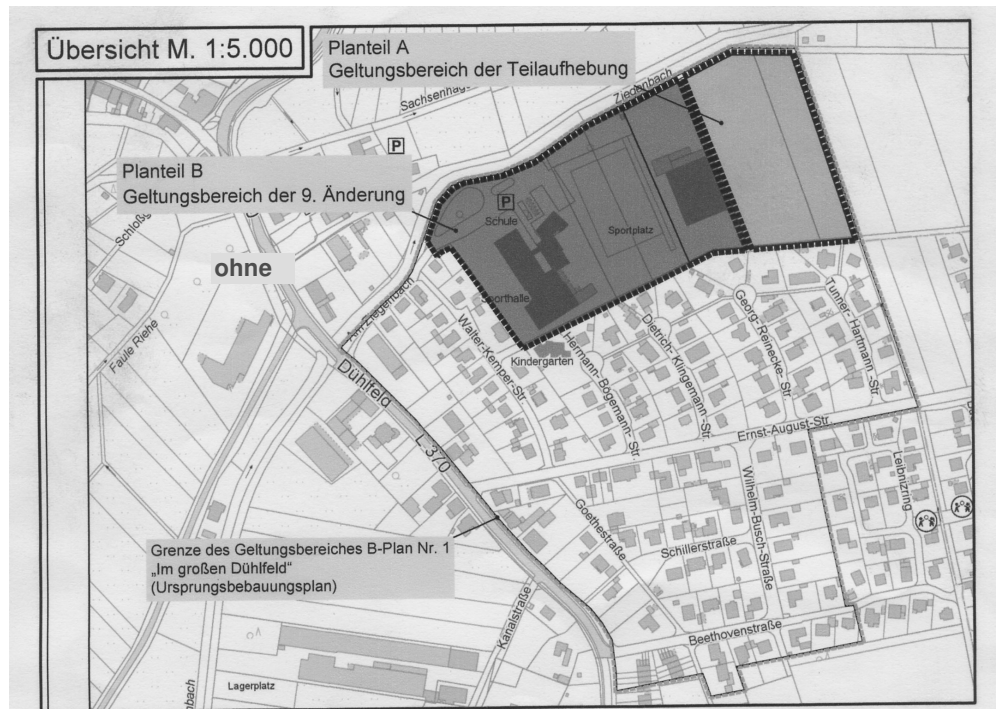 Übersicht M. 1:5.000
Planteil A
Geltungsbereich der Teilaufhebung
Sachsenhag
Ziegenbach
P
Planteil B
Geltungsbereich der 9. Änderung
P
Schule
Sportplatz
ohne
Am Ziegenbach
Sporthalle
Kindergarten
Faule Riehe
Dühlfeld
L 370
Walter-Kemper-Str.
Hermann-Bögemann-Str.
Dietrich-Klingemann-Str.
Georg-Reinecke-Str
Tünner-Hartmann-Str.
Ernst-August-Str.
Leibnizring
Wilhelm-Busch-Straße
Goethestraße
Schillerstraße
Beethovenstraße
Grenze des Geltungsbereiches B-Plan Nr. 1
„Im großen Dühlfeld“
(Ursprungsbebauungsplan)
Kanalstraße
Lagerplatz
nbach